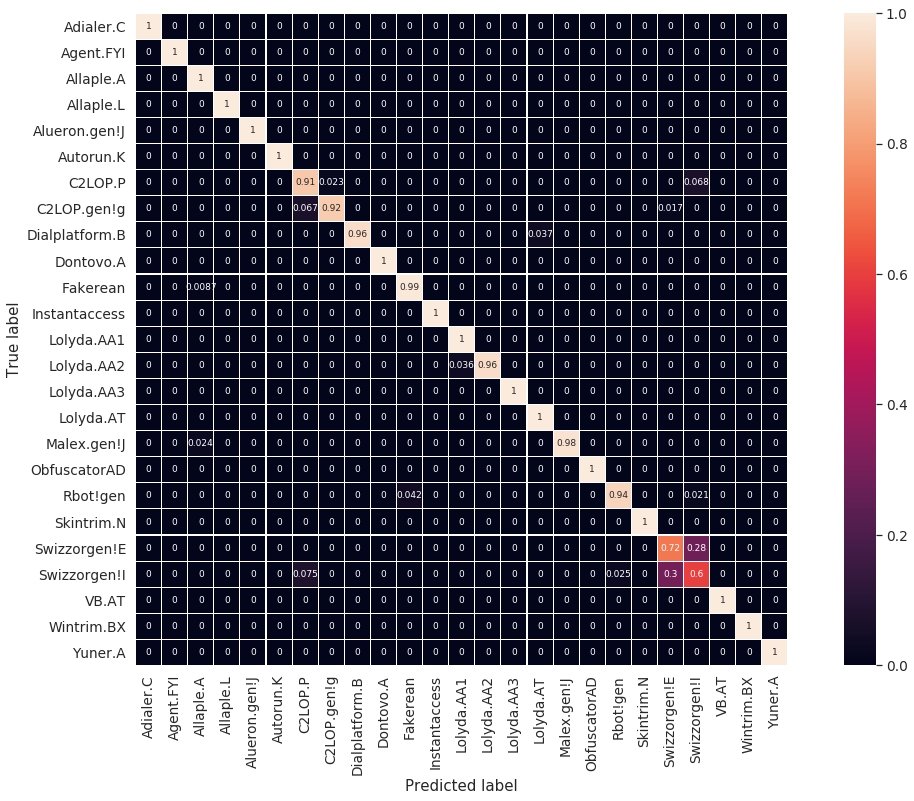 Adialer.C 1 0 0 0 0 0 0 0 0 0 0 0 0 0 0 0 0 0 0 0 0 0 0 0 0
Agent.FYI 0 1 0 0 0 0 0 0 0 0 0 0 0 0 0 0 0 0 0 0 0 0 0 0 0
Allaple.A 0 0 1 0 0 0 0 0 0 0 0 0 0 0 0 0 0 0 0 0 0 0 0 0 0
Allaple.L 0 0 0 1 0 0 0 0 0 0 0 0 0 0 0 0 0 0 0 0 0 0 0 0 0
Alueron.gen!J 0 0 0 0 1 0 0 0 0 0 0 0 0 0 0 0 0 0 0 0 0 0 0 0 0
Autorun.K 0 0 0 0 0 1 0 0 0 0 0 0 0 0 0 0 0 0 0 0 0 0 0 0 0
C2LOP.P 0 0 0 0 0 0 0.91 0.023 0 0 0 0 0 0 0 0 0 0 0 0 0 0.068 0 0 0
C2LOP.gen!g 0 0 0 0 0 0 0.067 0.92 0 0 0 0 0 0 0 0 0 0 0 0 0.017 0 0 0 0
Dialplatform.B 0 0 0 0 0 0 0 0 0.96 0 0 0 0 0 0 0.037 0 0 0 0 0 0 0 0 0
Dontovo.A 0 0 0 0 0 0 0 0 0 1 0 0 0 0 0 0 0 0 0 0 0 0 0 0 0
Fakerean 0 0 0.0087 0 0 0 0 0 0 0 0.99 0 0 0 0 0 0 0 0 0 0 0 0 0 0
Instantaccess 0 0 0 0 0 0 0 0 0 0 0 1 0 0 0 0 0 0 0 0 0 0 0 0 0
Lolyda.AA1 0 0 0 0 0 0 0 0 0 0 0 0 1 0 0 0 0 0 0 0 0 0 0 0 0
Lolyda.AA2 0 0 0 0 0 0 0 0 0 0 0 0 0.036 0.96 0 0 0 0 0 0 0 0 0 0 0
Lolyda.AA3 0 0 0 0 0 0 0 0 0 0 0 0 0 0 1 0 0 0 0 0 0 0 0 0 0
Lolyda.AT 0 0 0 0 0 0 0 0 0 0 0 0 0 0 0 1 0 0 0 0 0 0 0 0 0
Malex.gen!J 0 0 0.024 0 0 0 0 0 0 0 0 0 0 0 0 0 0.98 0 0 0 0 0 0 0 0
ObfuscatorAD 0 0 0 0 0 0 0 0 0 0 0 0 0 0 0 0 0 1 0 0 0 0 0 0 0
Rbot!gen 0 0 0 0 0 0 0 0 0 0 0.042 0 0 0 0 0 0 0 0.94 0 0 0.021 0 0 0
Skintrim.N 0 0 0 0 0 0 0 0 0 0 0 0 0 0 0 0 0 0 0 1 0 0 0 0 0
Swizzorgen!E 0 0 0 0 0 0 0 0 0 0 0 0 0 0 0 0 0 0 0 0 0.72 0.28 0 0 0
Swizzorgen!I 0 0 0 0 0 0 0.075 0 0 0 0 0 0 0 0 0 0 0 0.025 0 0.3 0.6 0 0 0
VB.AT 0 0 0 0 0 0 0 0 0 0 0 0 0 0 0 0 0 0 0 0 0 0 1 0 0
Wintrim.BX 0 0 0 0 0 0 0 0 0 0 0 0 0 0 0 0 0 0 0 0 0 0 0 1 0
Yuner.A 0 0 0 0 0 0 0 0 0 0 0 0 0 0 0 0 0 0 0 0 0 0 0 0 1
True label
Adialer.C
Agent.FYI
Allaple.A
Allaple.L
Alueron.gen!J
Autorun.K
C2LOP.P
C2LOP.gen!g
Dialplatform.B
Dontovo.A
Fakerean
Instantaccess
Lolyda.AA1
Lolyda.AA2
Lolyda.AA3
Lolyda.AT
Malex.gen!J
ObfuscatorAD
Rbot!gen
Skintrim.N
Swizzorgen!E
Swizzorgen!I
VB.AT
Wintrim.BX
Yuner.A
Predicted label
1.0
0.8
0.6
0.4
0.2
0.0